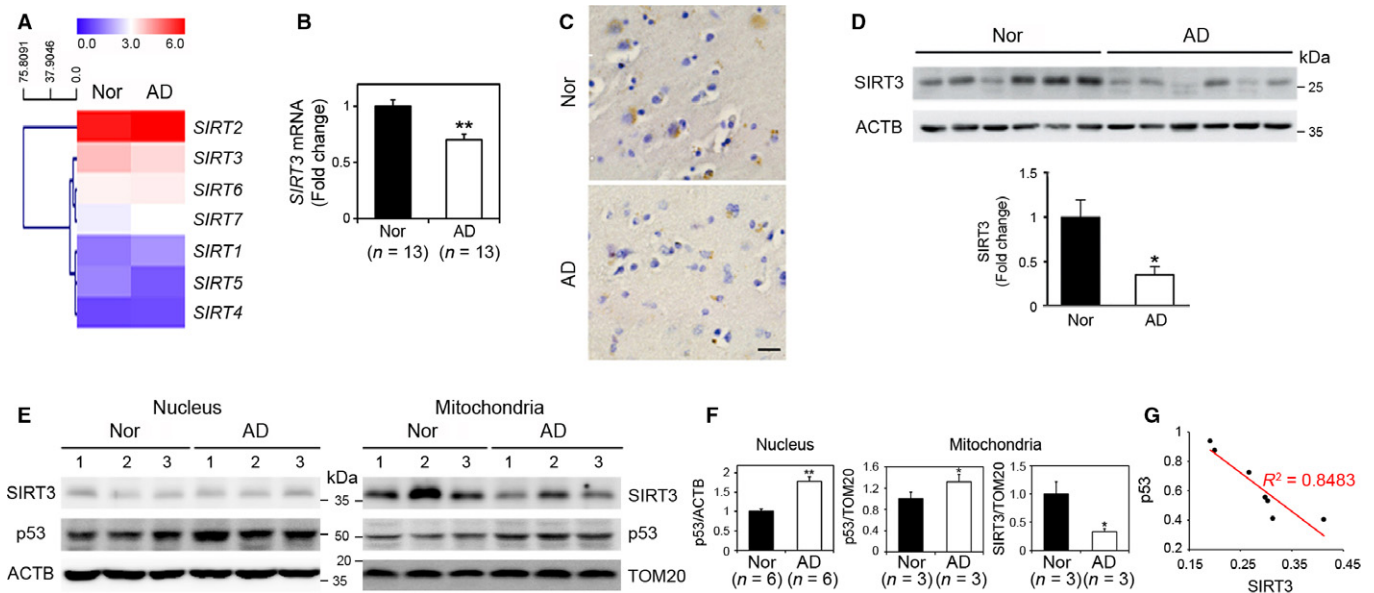 A
75.8091
37.9046
0.0
0.0 3.0 6.0
Nor AD
SIRT2
SIRT3
SIRT6
SIRT7
SIRT1
SIRT5
SIRT4
B
SIRT3 mRNA
(Fold change)
1
0.5
0
**
Nor AD
(n = 13) (n = 13)
C
Nor
AD
D
Nor AD
kDa
SIRT3
25
ACTB
35
SIRT3
(Fold change)
1.5
1
0.5
0
*
Nor AD
E
Nucleus Mitochondria
Nor AD Nor AD
1 2 3 1 2 3 kDa 1 2 3 1 2 3
SIRT3 35 SIRT3
p53 50 p53
20
ACTB 35 TOM20
F
Nucleus Mitochondria
p53/ACTB
2
1.5
1
0.5
0
**
Nor AD
(n = 6) (n = 6)
p53/TOM20
1.6
1.2
0.8
0.4
0
*
Nor AD
(n = 3) (n = 3)
SIRT3/TOM20
1.5
1.0
0.5
0
*
Nor AD
(n = 3) (n = 3)
G
p53
1
0.8
0.6
0.4
0.2
R² = 0.8483
0.15 0.25 0.35 0.45
SIRT3